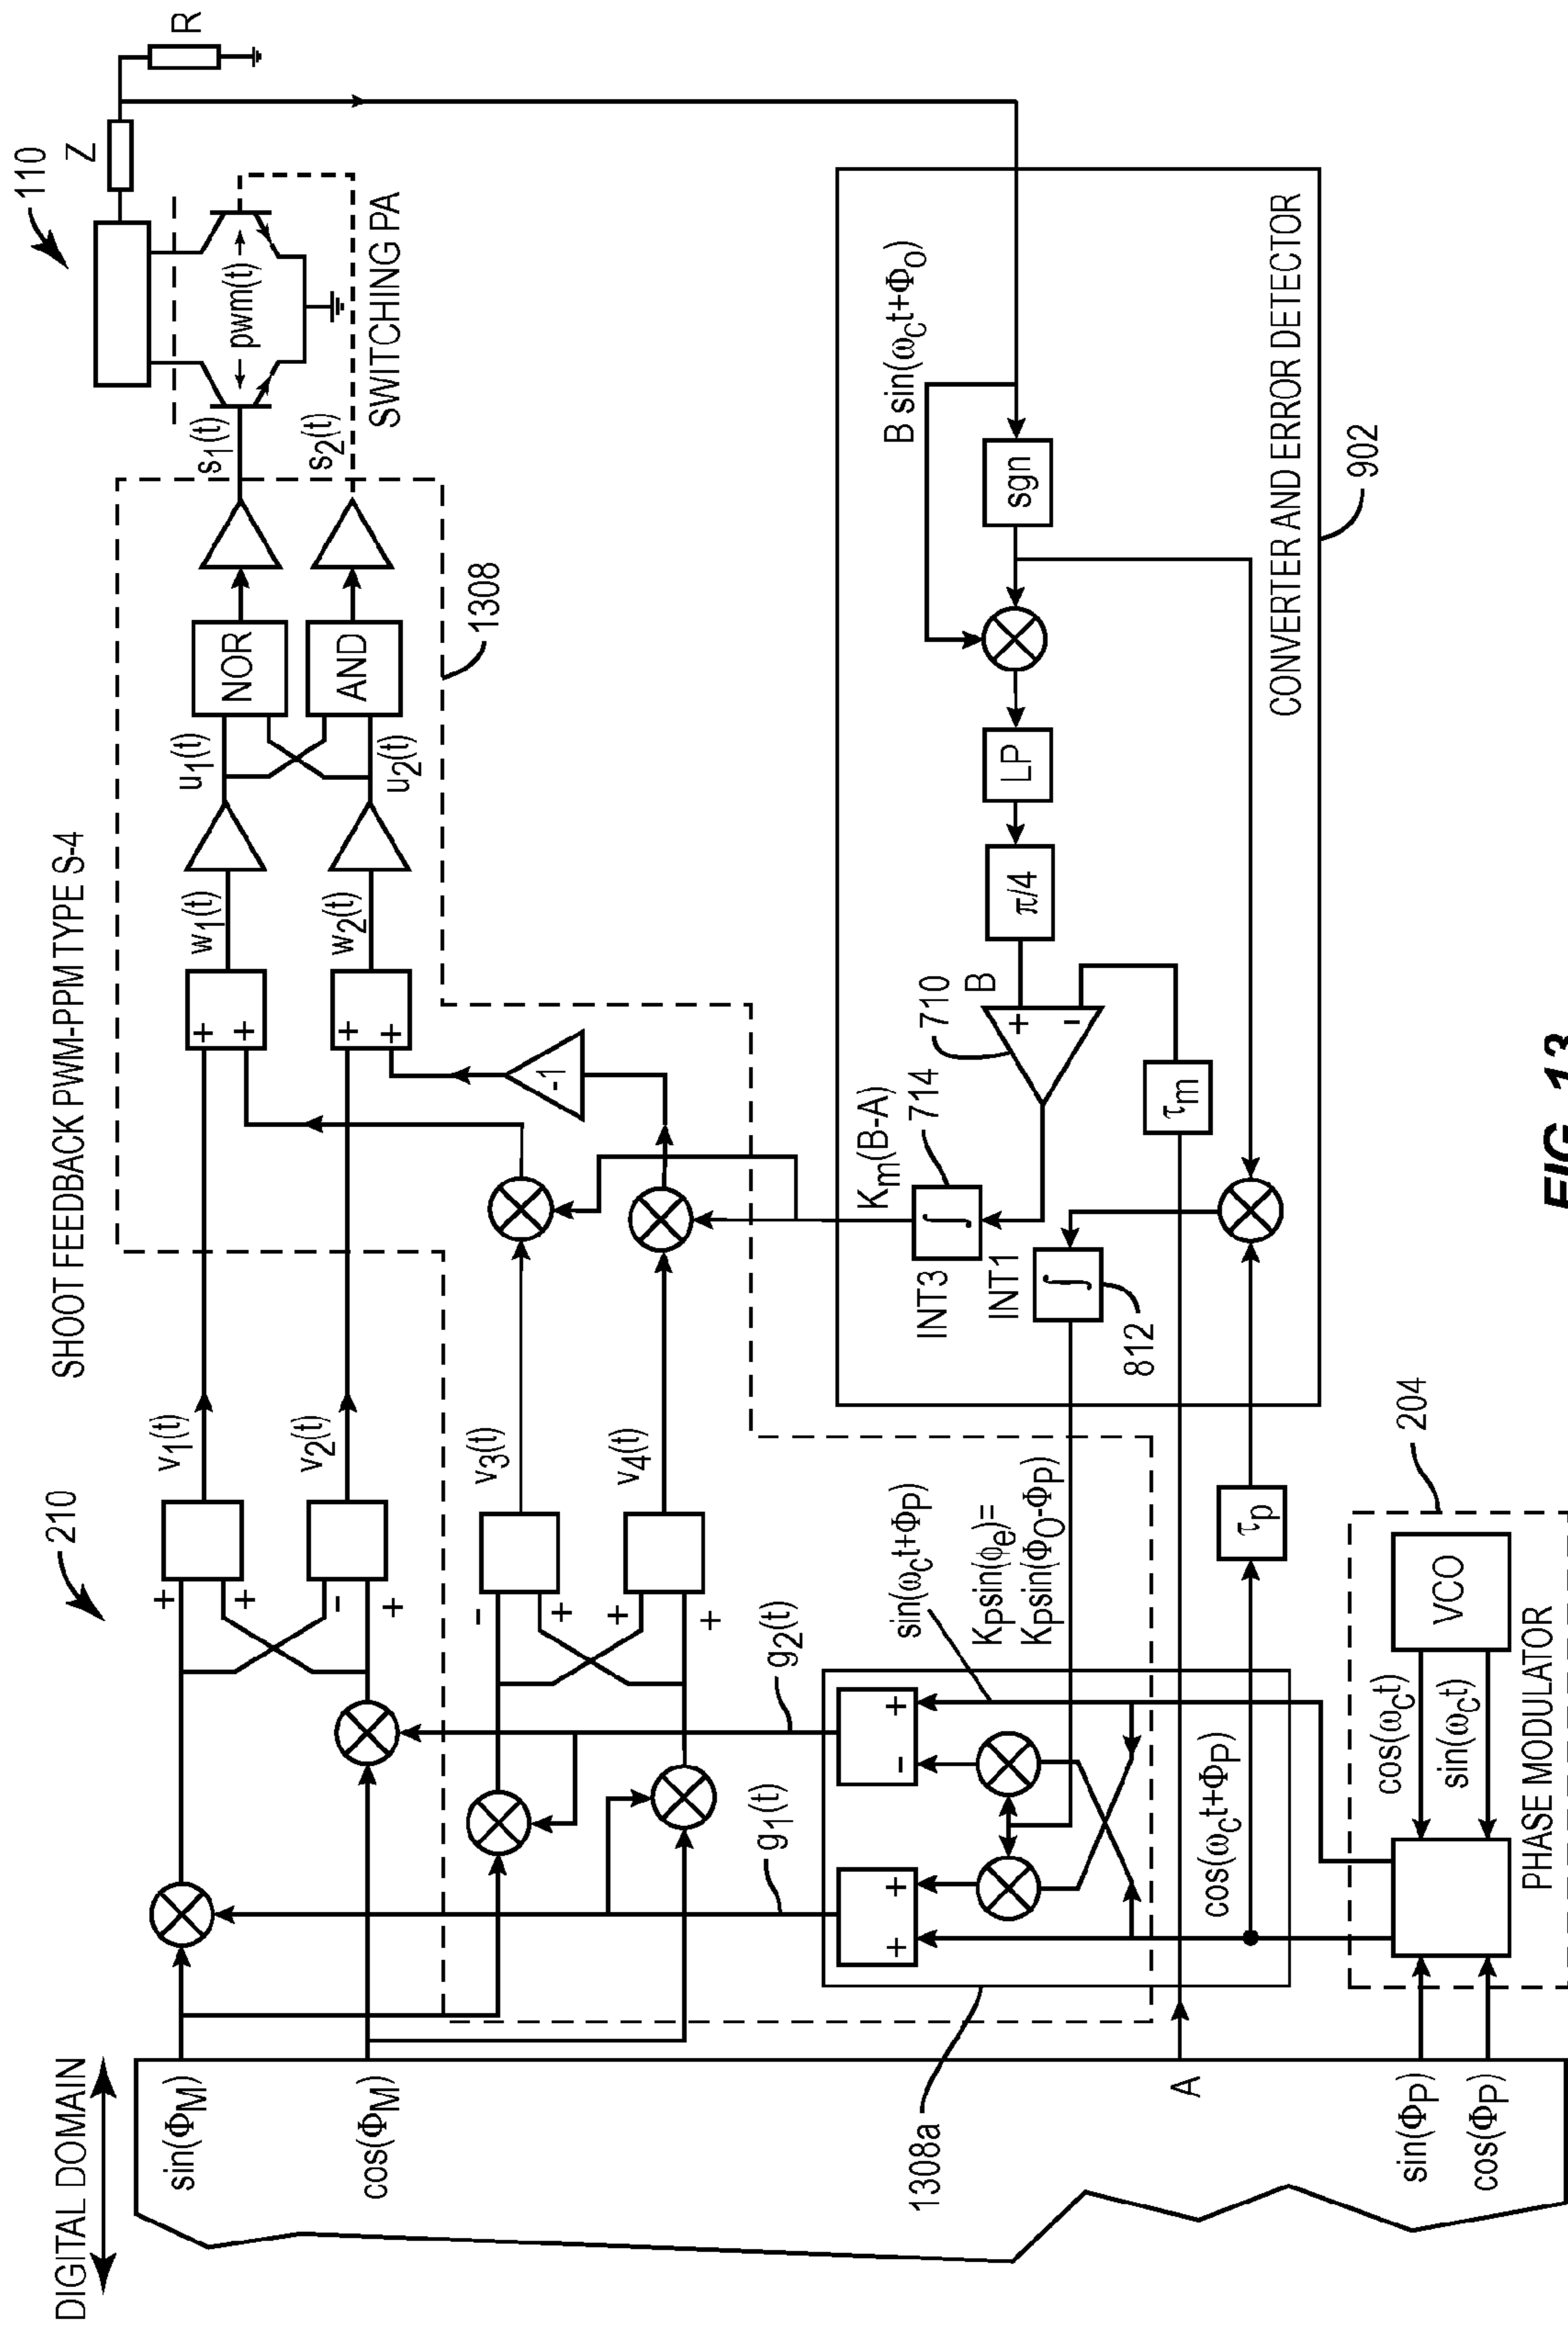 SHOOT FEEDBACK PWM-PPM TYPE S-4
DIGITAL DOMAIN
210
110
Z
R
sin(ΦM)
cos(ΦM)
A
sin(ΦP)
cos(ΦP)
+
+
-
+
v1(t)
v2(t)
-
+
+
+
v3(t)
v4(t)
g1(t)
g2(t)
+
+
+
+
w1(t)
w2(t)
-1
u1(t)
u2(t)
NOR
AND
1308
s1(t)
s2(t)
pwm(t)
SWITCHING PA
1308a
+
+
-
+
sin(ωct+ΦP)
Kpsin(ϕe)=
Kpsin(ΦO-ΦP)
cos(ωct+ΦP)
τp
cos(ωct)
sin(ωct)
VCO
PHASE MODULATOR
204
Km(B-A)
714
INT3
∫
INT1
∫
812
710
B
+
-
τm
π/4
LP
sgn
B sin(ωct+ΦO)
CONVERTER AND ERROR DETECTOR
902
FIG. 13